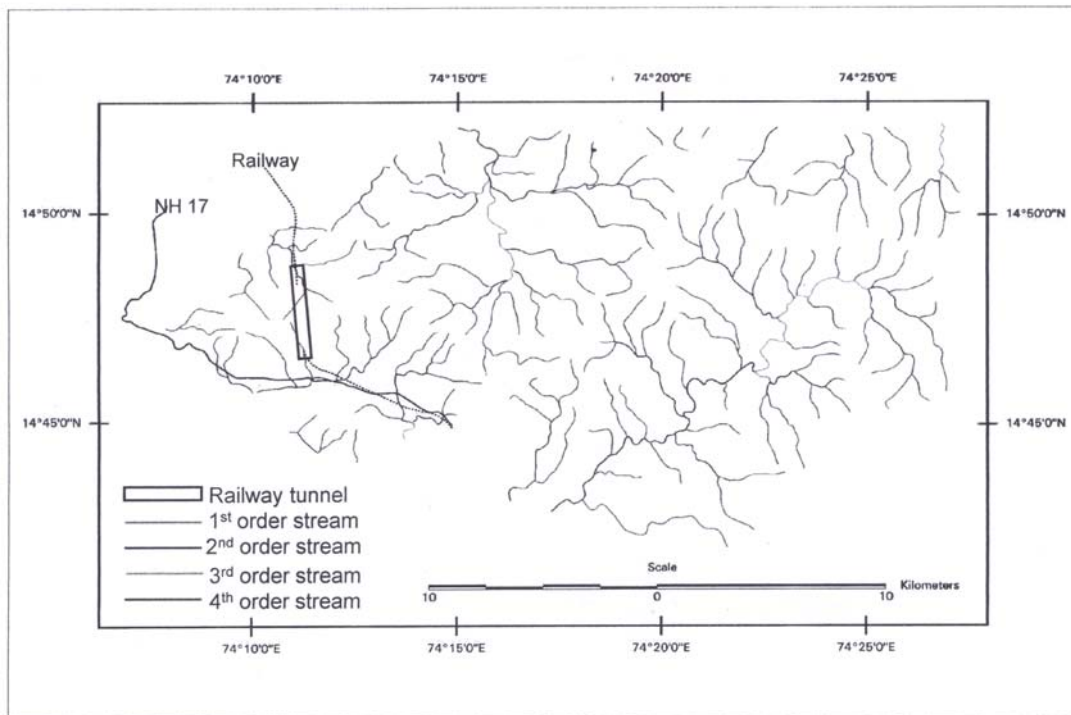 74°10'0"E 74°15'0"E 74°20'0"E 74°25'0"E
Railway
NH 17
14°50'0"N 14°50'0"N
14°45'0"N 14°45'0"N
Railway tunnel
1st order stream
2nd order stream
3rd order stream
4th order stream
Scale
10 0 10 Kilometers
74°10'0"E 74°15'0"E 74°20'0"E 74°25'0"E